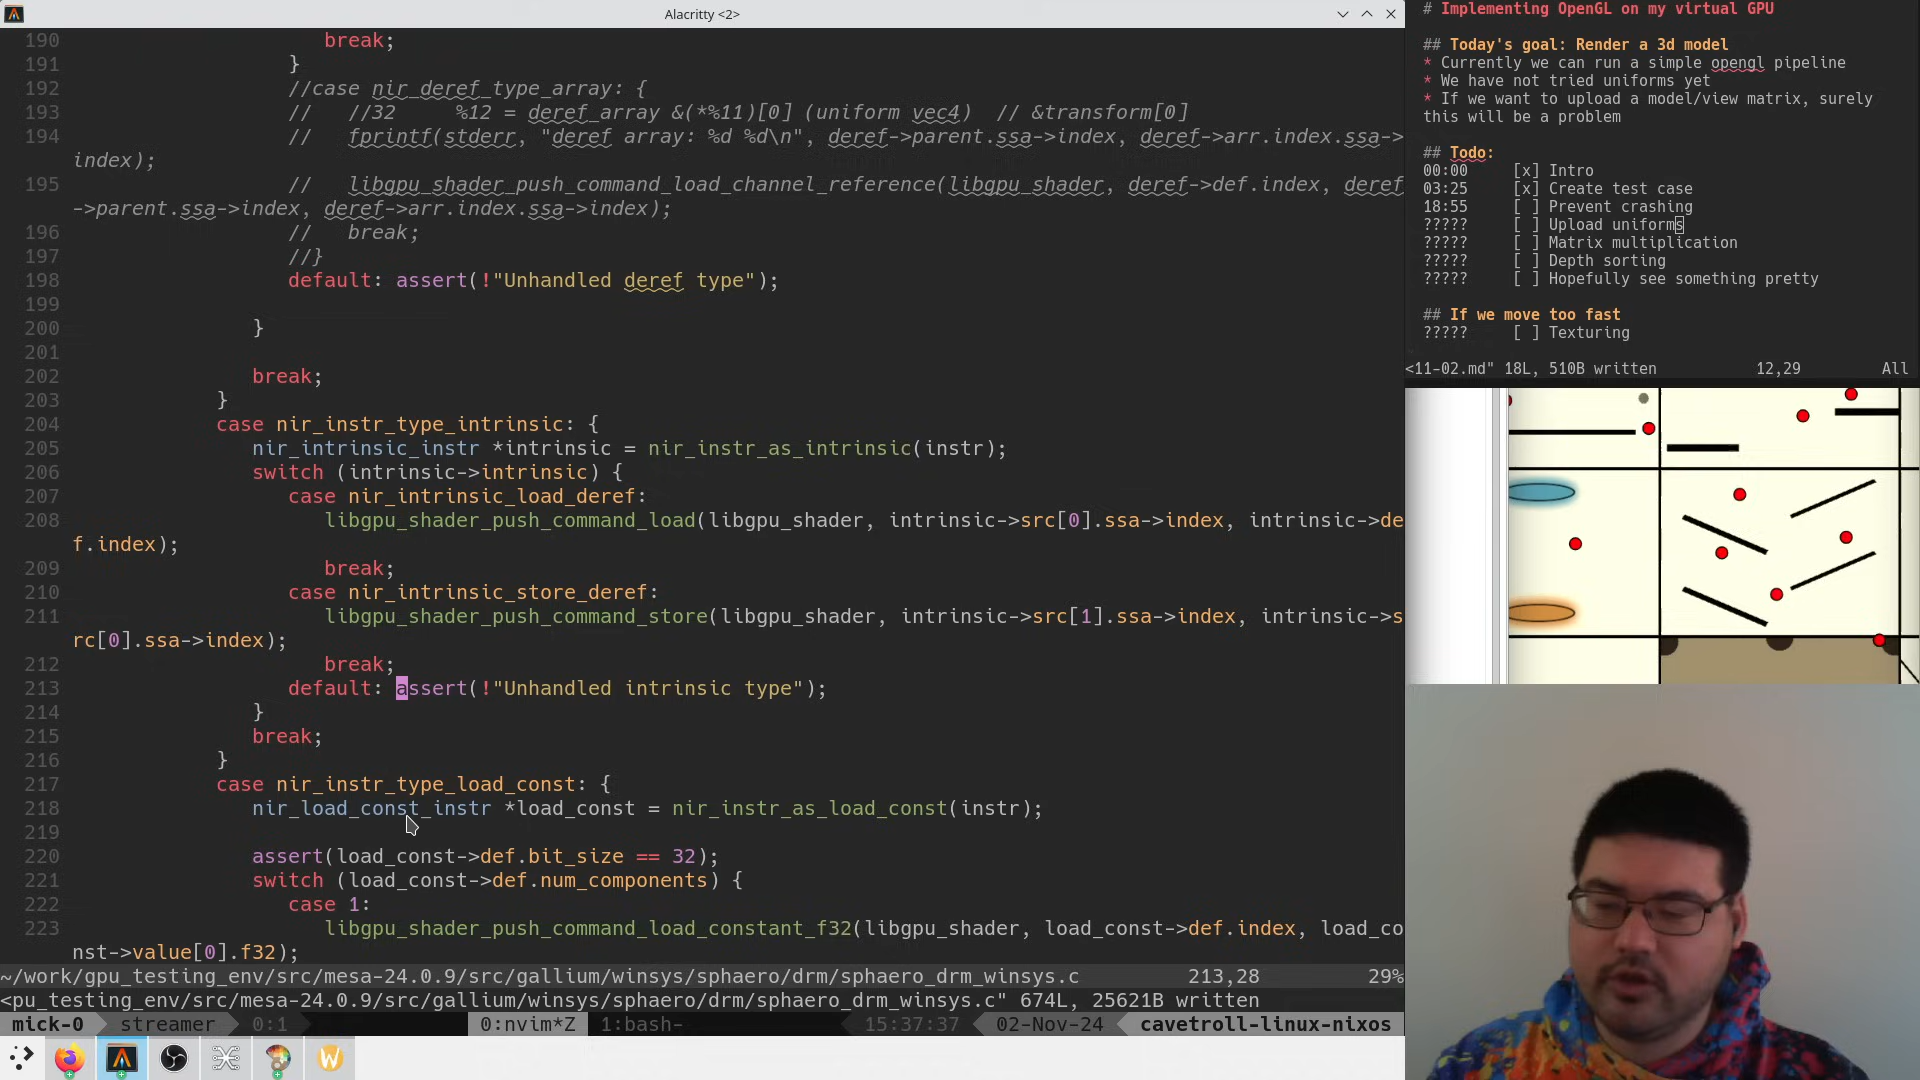 Alacritty <2>
190 break;
191 }
192 //case nir_deref_type_array: {
193 // //32 %12 = deref_array &(*%11)[0] (uniform vec4) // &transform[0]
194 // fprintf(stderr, "deref array: %d %d\n", deref->parent.ssa->index, deref->arr.index.ssa->
index);
195 // libgpu_shader_push_command_load_channel_reference(libgpu_shader, deref->def.index, deref
->parent.ssa->index, deref->arr.index.ssa->index);
196 // break;
197 //}
198 default: assert(!"Unhandled deref type");
199
200 }
201
202 break;
203 }
204 case nir_instr_type_intrinsic: {
205 nir_intrinsic_instr *intrinsic = nir_instr_as_intrinsic(instr);
206 switch (intrinsic->intrinsic) {
207 case nir_intrinsic_load_deref:
208 libgpu_shader_push_command_load(libgpu_shader, intrinsic->src[0].ssa->index, intrinsic->de
f.index);
209 break;
210 case nir_intrinsic_store_deref:
211 libgpu_shader_push_command_store(libgpu_shader, intrinsic->src[1].ssa->index, intrinsic->s
rc[0].ssa->index);
212 break;
213 default: assert(!"Unhandled intrinsic type");
214 }
215 break;
216 }
217 case nir_instr_type_load_const: {
218 nir_load_const_instr *load_const = nir_instr_as_load_const(instr);
219
220 assert(load_const->def.bit_size == 32);
221 switch (load_const->def.num_components) {
222 case 1:
223 libgpu_shader_push_command_load_constant_f32(libgpu_shader, load_const->def.index, load_co
nst->value[0].f32);
~/work/gpu_testing_env/src/mesa-24.0.9/src/gallium/winsys/sphaero/drm/sphaero_drm_winsys.c 213,28 29%
<pu_testing_env/src/mesa-24.0.9/src/gallium/winsys/sphaero/drm/sphaero_drm_winsys.c" 674L, 25621B written
mick-0 streamer 0:1 0:nvim*Z 1:bash- 15:37:37 02-Nov-24 cavetroll-linux-nixos
# Implementing OpenGL on my virtual GPU
## Today's goal: Render a 3d model
* Currently we can run a simple opengl pipeline
* We have not tried uniforms yet
* If we want to upload a model/view matrix, surely
this will be a problem
## Todo:
00:00 [x] Intro
03:25 [x] Create test case
18:55 [ ] Prevent crashing
????? [ ] Upload uniforms
????? [ ] Matrix multiplication
????? [ ] Depth sorting
????? [ ] Hopefully see something pretty
## If we move too fast
????? [ ] Texturing
<11-02.md" 18L, 510B written 12,29 All